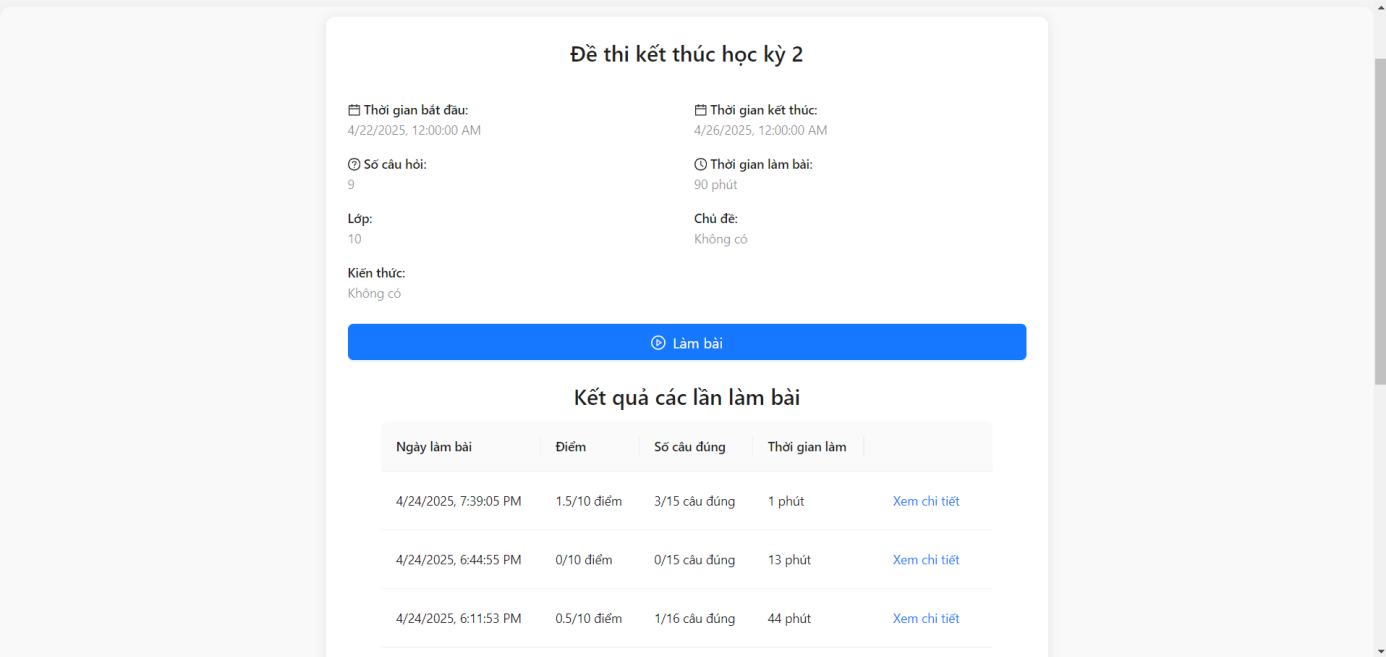 Đề thi kết thúc học kỳ 2
Thời gian bắt đầu: Thời gian kết thúc:
4/22/2025, 12:00:00 AM 4/26/2025, 12:00:00 AM
Số câu hỏi: Thời gian làm bài:
9 90 phút
Lớp: Chủ đề:
10 Không có
Kiến thức:
Không có
Làm bài
Kết quả các lần làm bài
Ngày làm bài Điểm Số câu đúng Thời gian làm
4/24/2025, 7:39:05 PM 1.5/10 điểm 3/15 câu đúng 1 phút Xem chi tiết
4/24/2025, 6:44:55 PM 0/10 điểm 0/15 câu đúng 13 phút Xem chi tiết
4/24/2025, 6:11:53 PM 0.5/10 điểm 1/16 câu đúng 44 phút Xem chi tiết